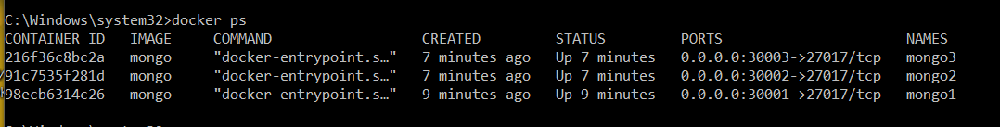 C:\Windows\system32>docker ps
CONTAINER ID IMAGE COMMAND CREATED STATUS PORTS NAMES
216f36c8bc2a mongo "docker-entrypoint.s…" 7 minutes ago Up 7 minutes 0.0.0.0:30003->27017/tcp mongo3
91c7535f281d mongo "docker-entrypoint.s…" 7 minutes ago Up 7 minutes 0.0.0.0:30002->27017/tcp mongo2
98ecb6314c26 mongo "docker-entrypoint.s…" 9 minutes ago Up 9 minutes 0.0.0.0:30001->27017/tcp mongo1